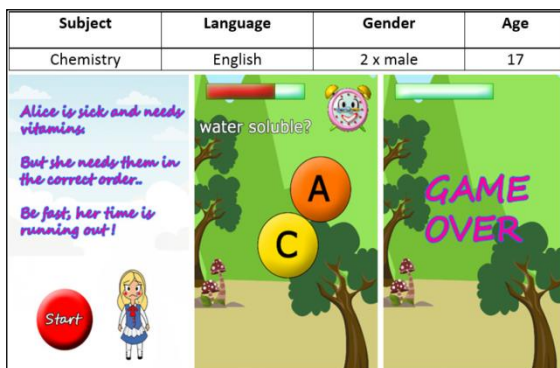 Subject Language Gender Age
Chemistry English 2 x male 17
Alice is sick and needs
vitamins.
But she needs them in
the correct order..
Be fast, her time is
running out !
Start
water soluble?
A
C
GAME
OVER